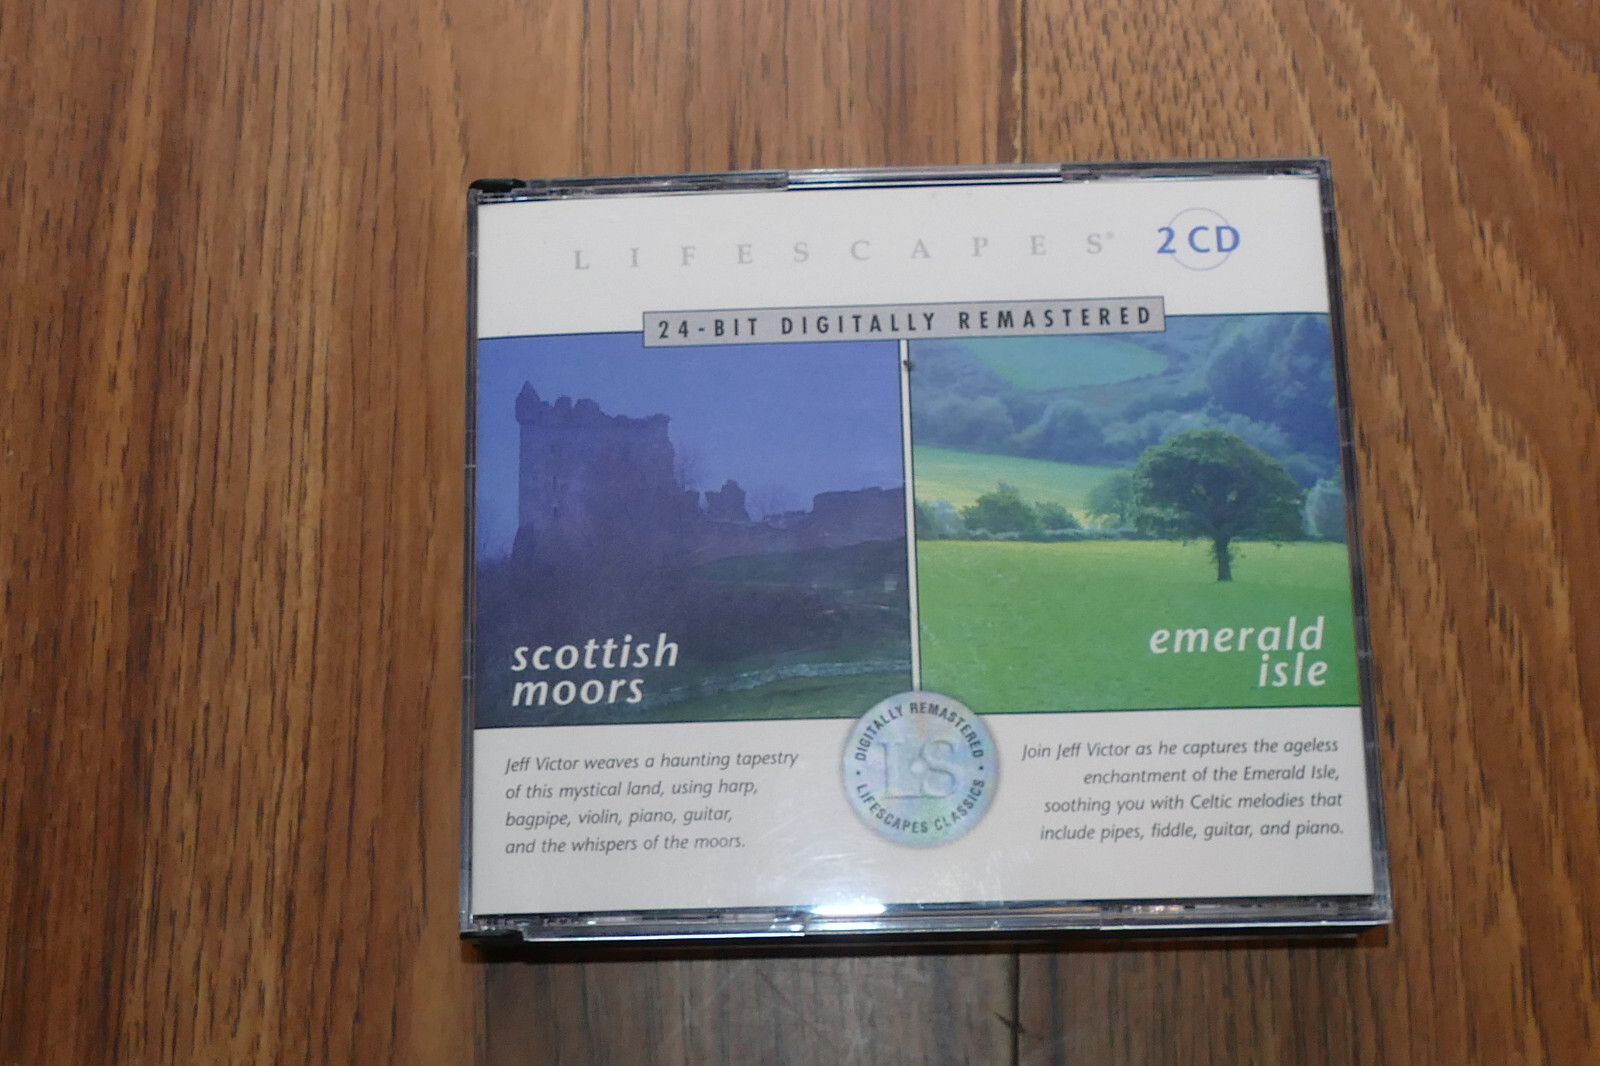 LIFESCAPES®
2 CD
24-BIT DIGITALLY REMASTERED
scottish
moors
emerald
isle
Jeff Victor weaves a haunting tapestry
of this mystical land, using harp,
bagpipe, violin, piano, guitar,
and the whispers of the moors.
• DIGITALLY REMASTERED •
LS
LIFESCAPES CLASSICS
Join Jeff Victor as he captures the ageless
enchantment of the Emerald Isle,
soothing you with Celtic melodies that
include pipes, fiddle, guitar, and piano.